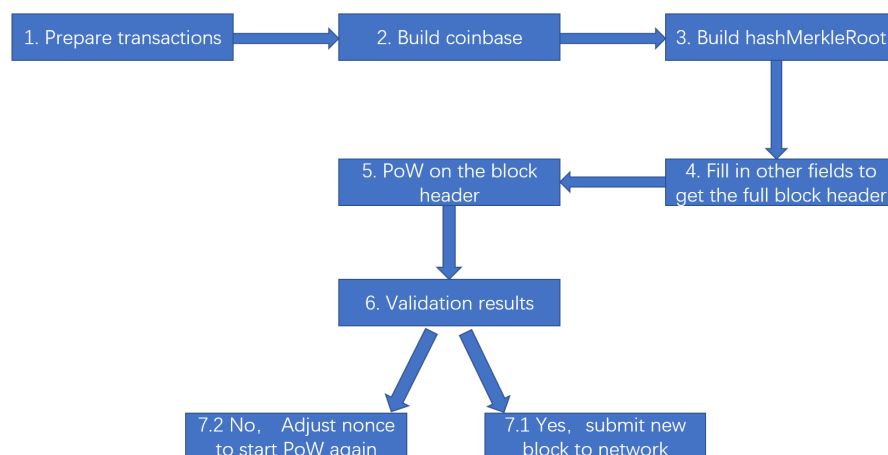 1. Prepare transactions
2. Build coinbase
3. Build hashMerkleRoot
4. Fill in other fields to
get the full block header
5. PoW on the block
header
6. Validation results
7.2 No， Adjust nonce
to start PoW again
7.1 Yes，submit new
block to network